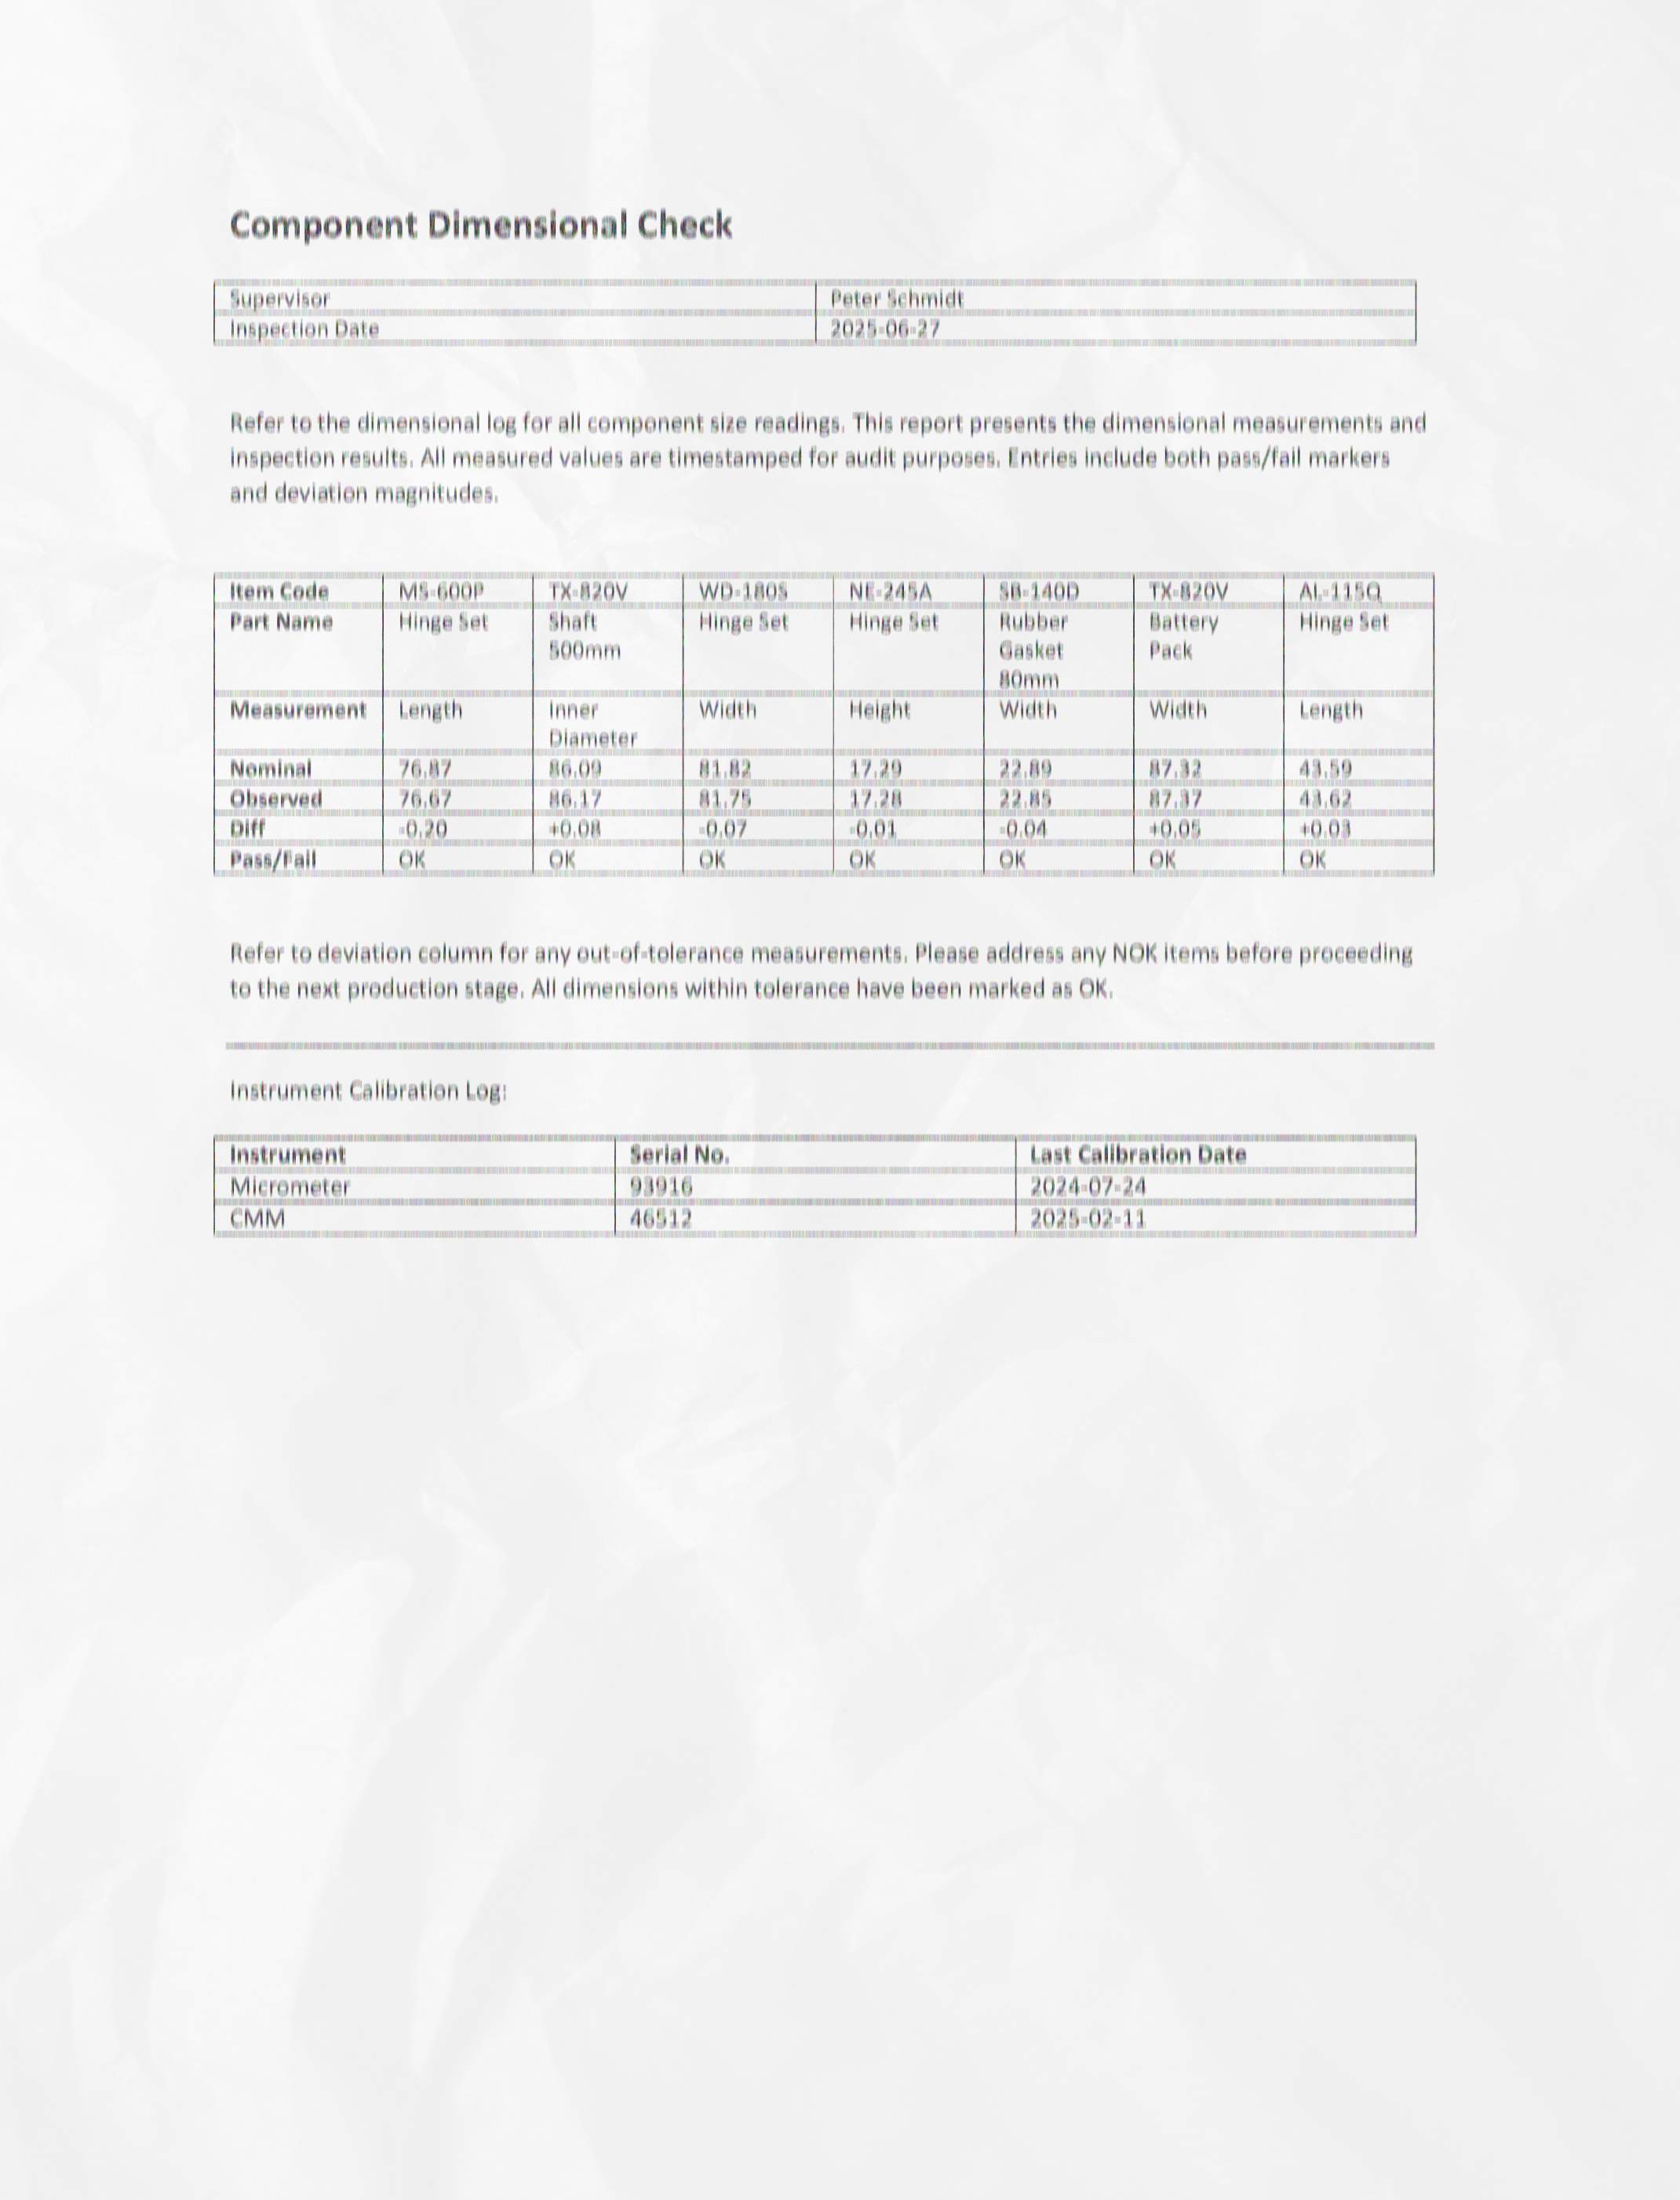 Component Dimensional Check
Supervisor Peter Schmidt
Inspection Date 2025-06-27
Refer to the dimensional log for all component size readings. This report presents the dimensional measurements and
inspection results. All measured values are timestamped for audit purposes. Entries include both pass/fail markers
and deviation magnitudes.
Item Code MS-600P TX-820V WD-180S NE-245A SB-140D TX-820V AL-115Q
Part Name Hinge Set Shaft Hinge Set Hinge Set Rubber Battery Hinge Set
500mm Gasket Pack
80mm
Measurement Length Inner Width Height Width Width Length
Diameter
Nominal 76.87 86.09 81.82 17.29 22.89 87.32 43.59
Observed 76.67 86.17 81.75 17.28 22.85 87.37 43.62
Diff -0.20 +0.08 -0.07 -0.01 -0.04 +0.05 +0.03
Pass/Fail OK OK OK OK OK OK OK
Refer to deviation column for any out-of-tolerance measurements. Please address any NOK items before proceeding
to the next production stage. All dimensions within tolerance have been marked as OK.
Instrument Calibration Log:
Instrument Serial No. Last Calibration Date
Micrometer 93916 2024-07-24
CMM 46512 2025-02-11